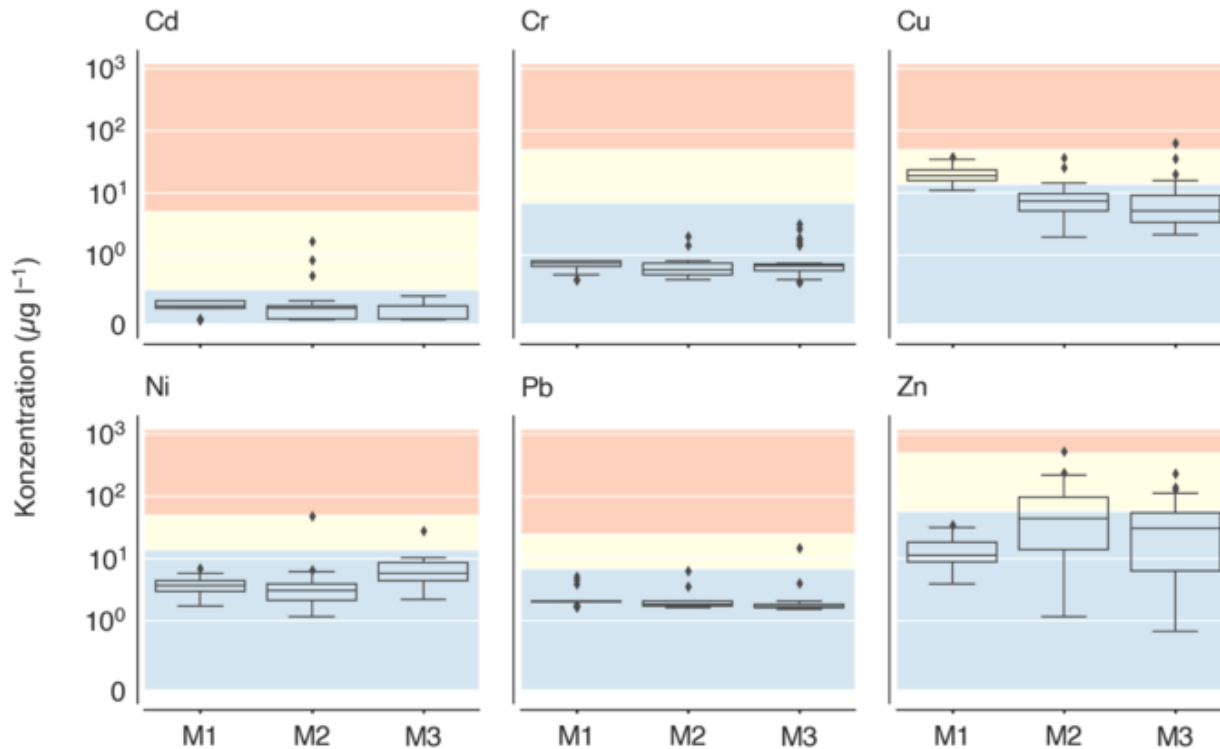 Cd Cr Cu
10³
10²
10¹
10⁰
0
Ni Pb Zn
10³
10²
10¹
10⁰
0
Konzentration (µg l⁻¹)
M1 M2 M3 M1 M2 M3 M1 M2 M3